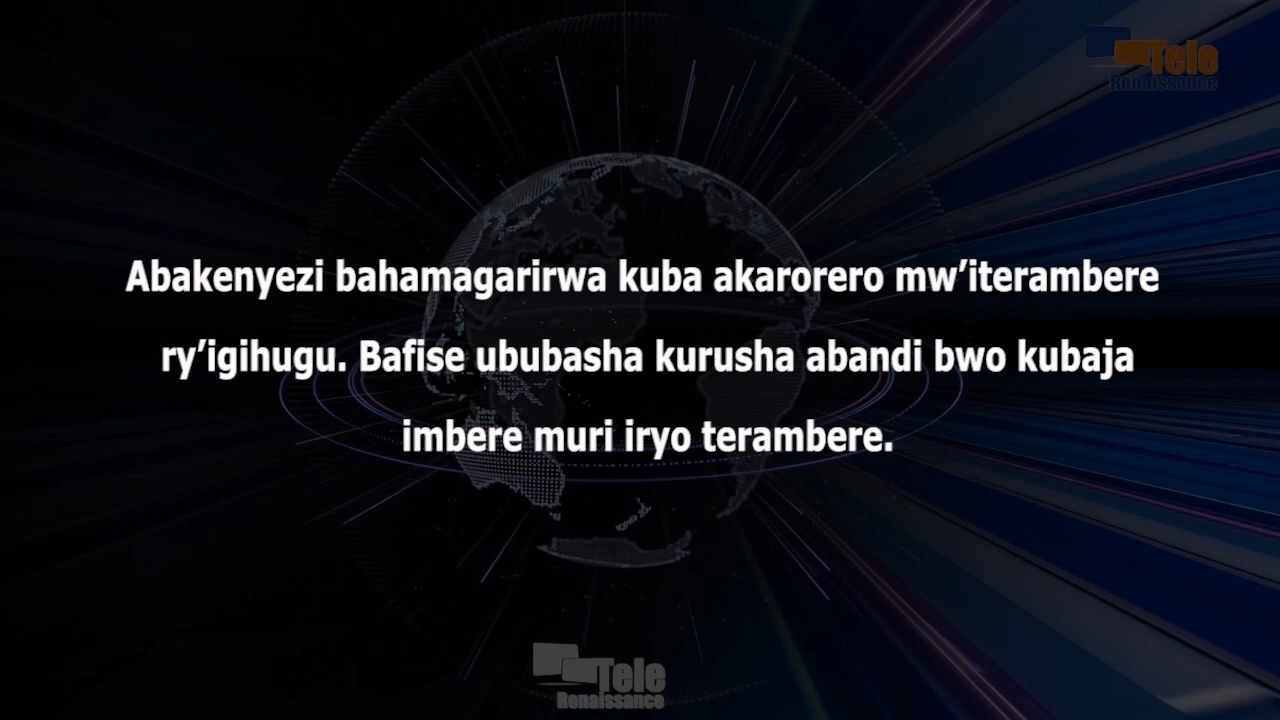 Tele
Renaissance
Abakenyezi bahamagarirwa kuba akarorero mw’iterambere
ry’igihugu. Bafise ububasha kurusha abandi bwo kubaja
imbere muri iryo terambere.
Tele
Renaissance